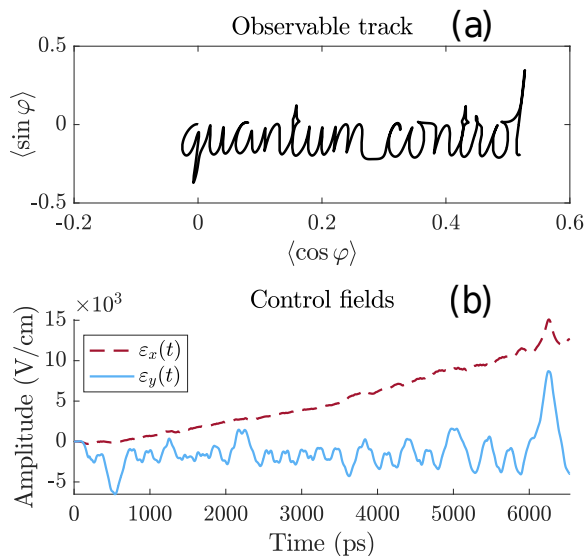 Observable track (a)
⟨sin φ⟩
0.5
0
-0.5
quantum control
-0.2 0 0.2 0.4 0.6
⟨cos φ⟩
Control fields (b)
×10³
Amplitude (V/cm)
15
10
5
0
-5
εx(t)
εy(t)
0 1000 2000 3000 4000 5000 6000
Time (ps)